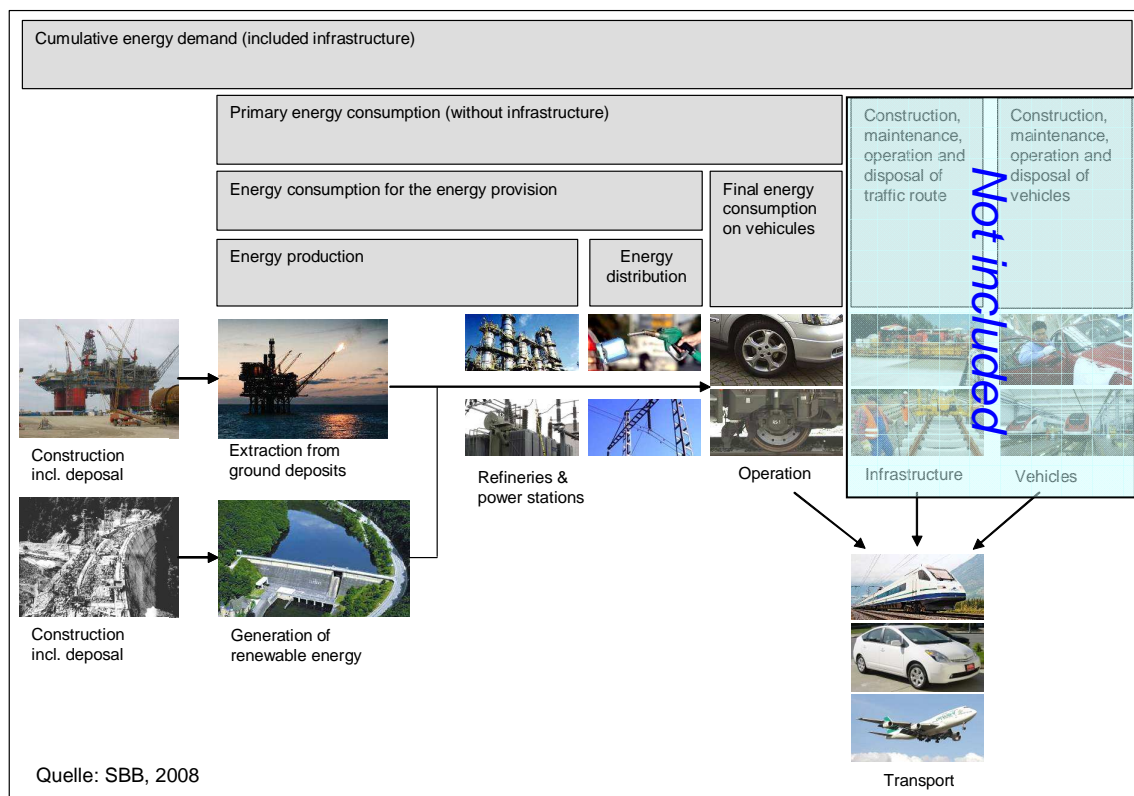 Cumulative energy demand (included infrastructure)
Primary energy consumption (without infrastructure)
Construction,
maintenance,
operation and
disposal of
traffic route
Construction,
maintenance,
operation and
disposal of
vehicles
Not included
Energy consumption for the energy provision
Final energy
consumption
on vehicules
Energy production
Energy
distribution
Construction
incl. deposal
Extraction from
ground deposits
Refineries &
power stations
Operation
Infrastructure
Vehicles
Construction
incl. deposal
Generation of
renewable energy
Transport
Quelle: SBB, 2008